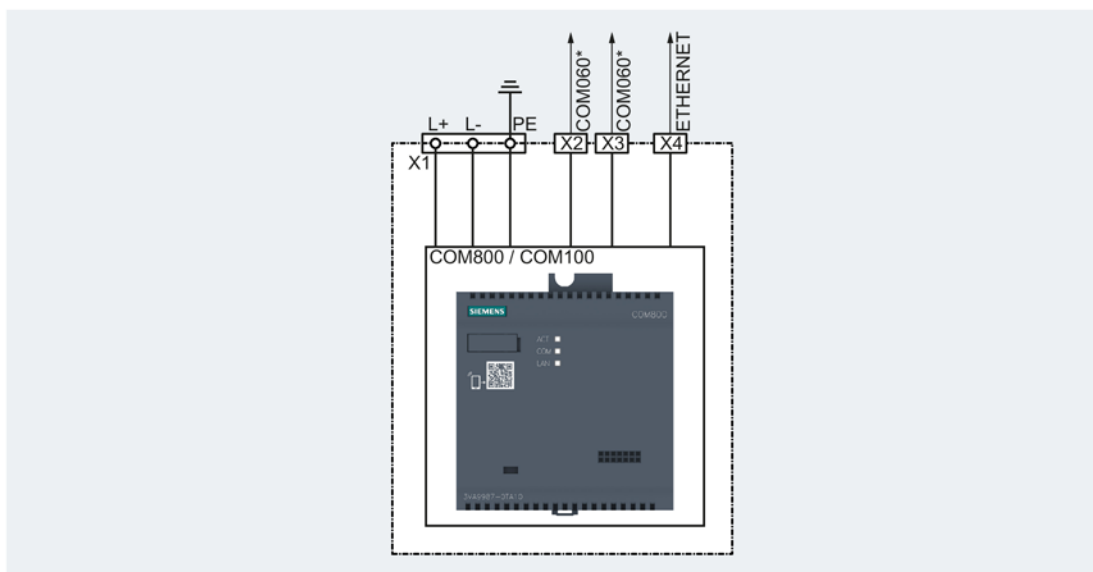 COM060*
COM060*
ETHERNET
L+ L- PE
X1
X2
X3
X4
COM800 / COM100
SIEMENS
COM800
ACT
COM
LAN
3VA9987-0TA10